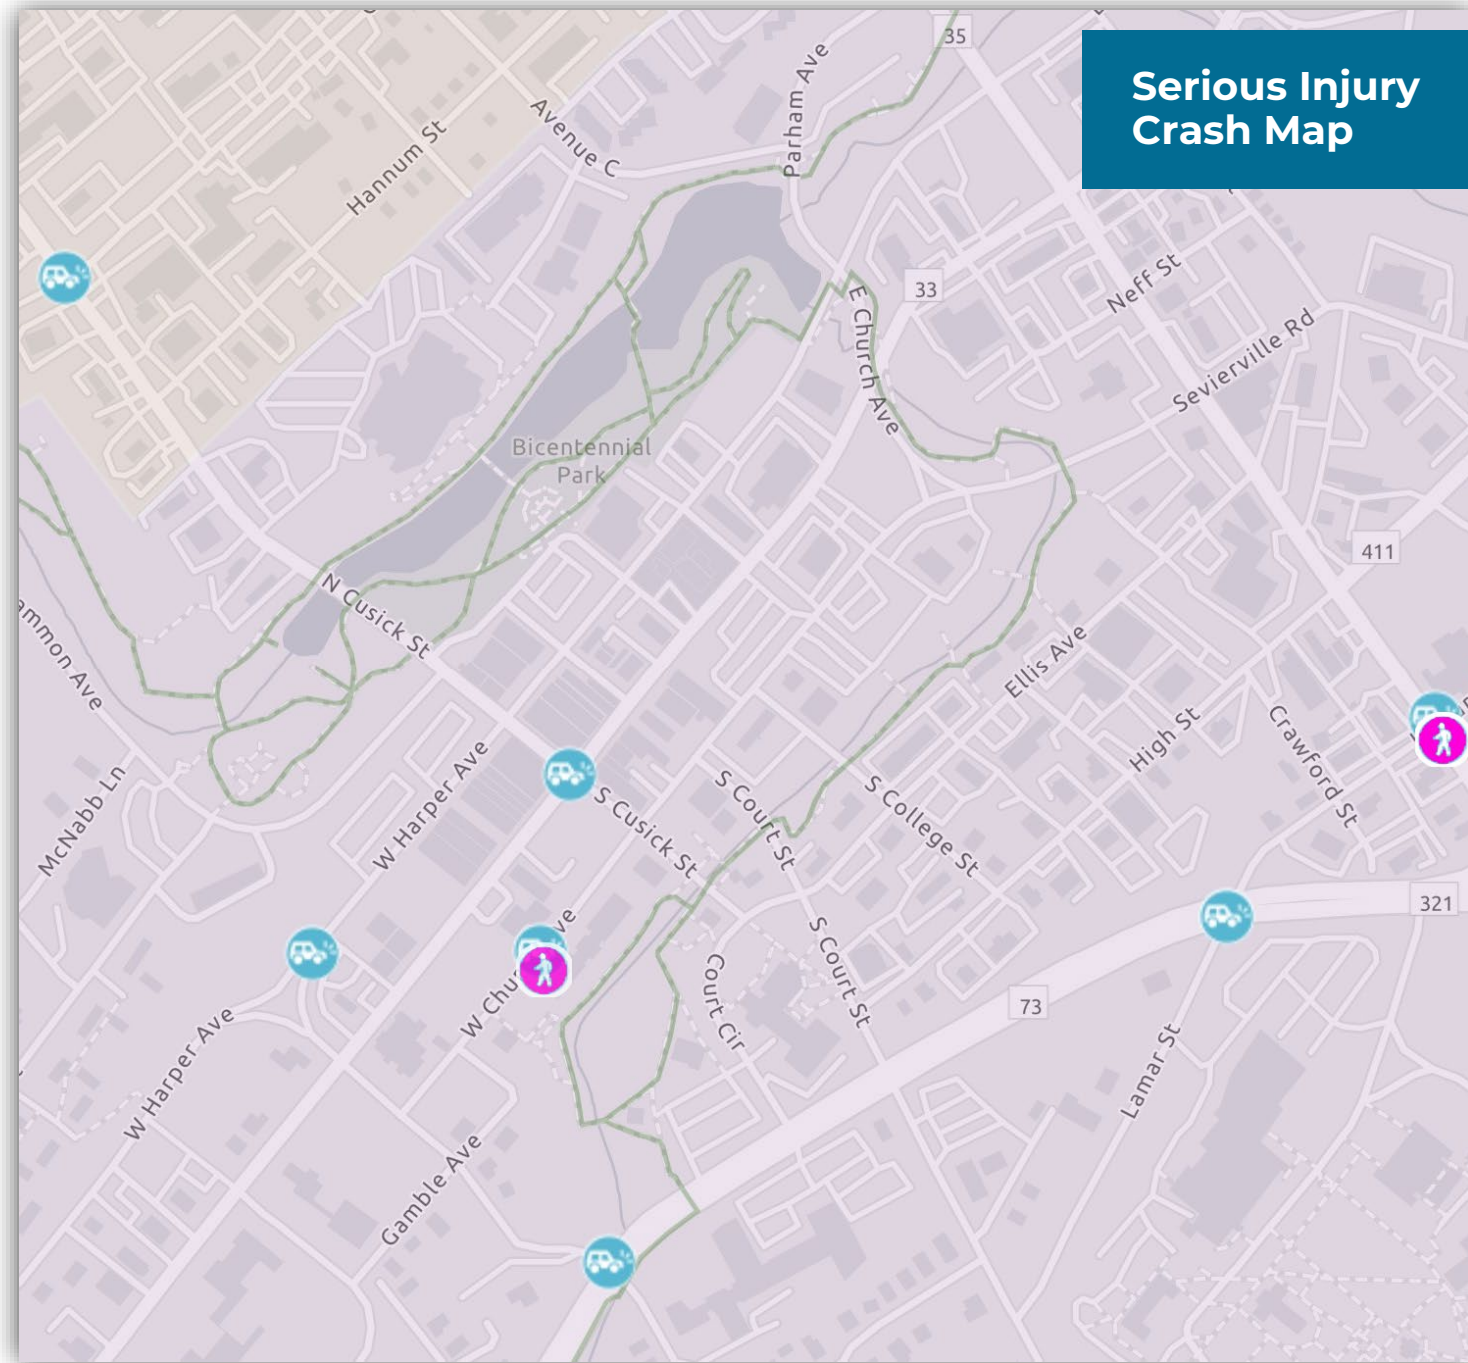 Serious Injury
Crash Map
35
Parham Ave
Avenue C
Hannum St
33
Neff St
E Church Ave
Sevierville Rd
Bicentennial
Park
411
N Cusick St
Ellis Ave
High St
Crawford St
McNabb Ln
W Harper Ave
S Cusick St
S Court St
S College St
321
S Court St
Court Cir
73
W Harper Ave
Lamar St
Gamble Ave